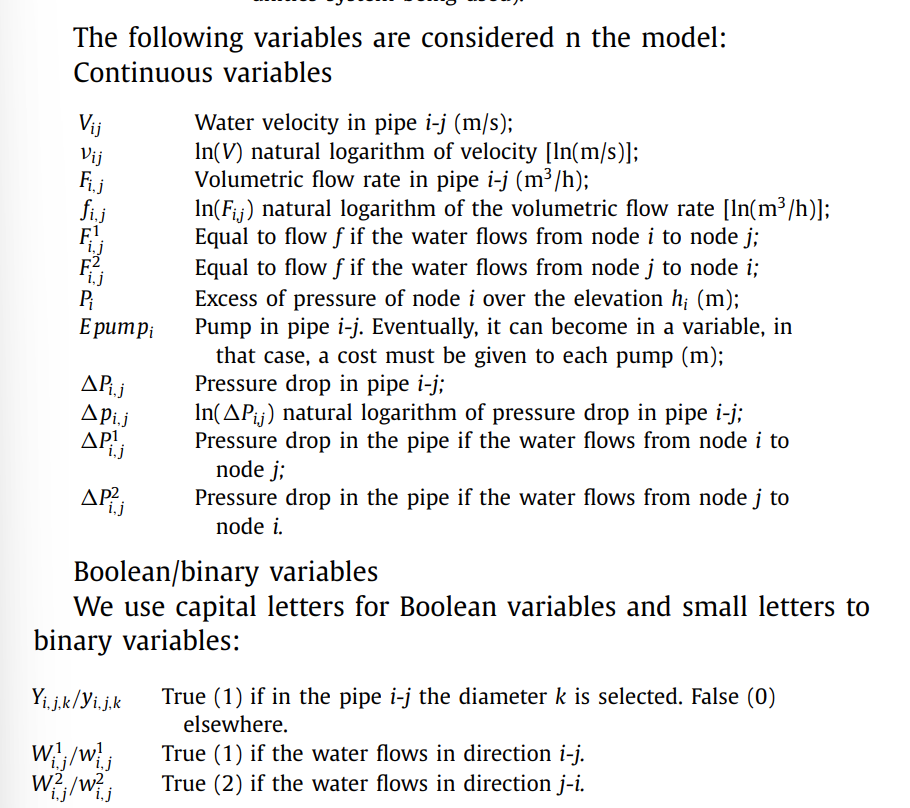 The following variables are considered n the model:
Continuous variables
V_{ij} Water velocity in pipe i-j (m/s);
v_{ij} ln(V) natural logarithm of velocity [ln(m/s)];
F_{i,j} Volumetric flow rate in pipe i-j (m³/h);
f_{i,j} ln(F_{i,j}) natural logarithm of the volumetric flow rate [ln(m³/h)];
F^1_{i,j} Equal to flow f if the water flows from node i to node j;
F^2_{i,j} Equal to flow f if the water flows from node j to node i;
P_i Excess of pressure of node i over the elevation h_i (m);
Epump_i Pump in pipe i-j. Eventually, it can become in a variable, in
that case, a cost must be given to each pump (m);
ΔP_{i,j} Pressure drop in pipe i-j;
Δp_{i,j} ln(ΔP_{i,j}) natural logarithm of pressure drop in pipe i-j;
ΔP^1_{i,j} Pressure drop in the pipe if the water flows from node i to
node j;
ΔP^2_{i,j} Pressure drop in the pipe if the water flows from node j to
node i.
Boolean/binary variables
We use capital letters for Boolean variables and small letters to
binary variables:
Y_{i,j,k}/y_{i,j,k} True (1) if in the pipe i-j the diameter k is selected. False (0)
elsewhere.
W^1_{i,j}/w^1_{i,j} True (1) if the water flows in direction i-j.
W^2_{i,j}/w^2_{i,j} True (2) if the water flows in direction j-i.